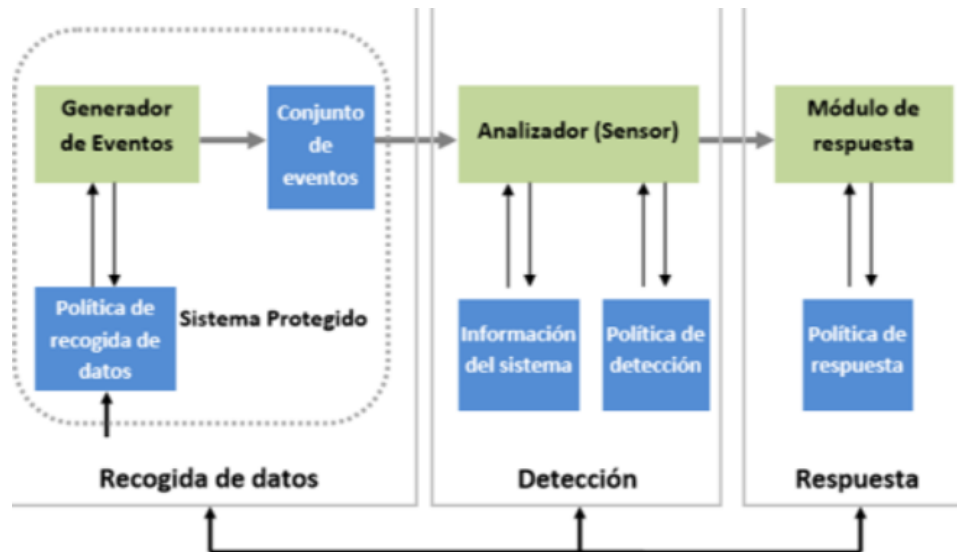 Generador
de Eventos
Conjunto
de
eventos
Política de
recogida de
datos
Sistema Protegido
Recogida de datos
Analizador (Sensor)
Información
del sistema
Política de
detección
Detección
Módulo de
respuesta
Política de
respuesta
Respuesta